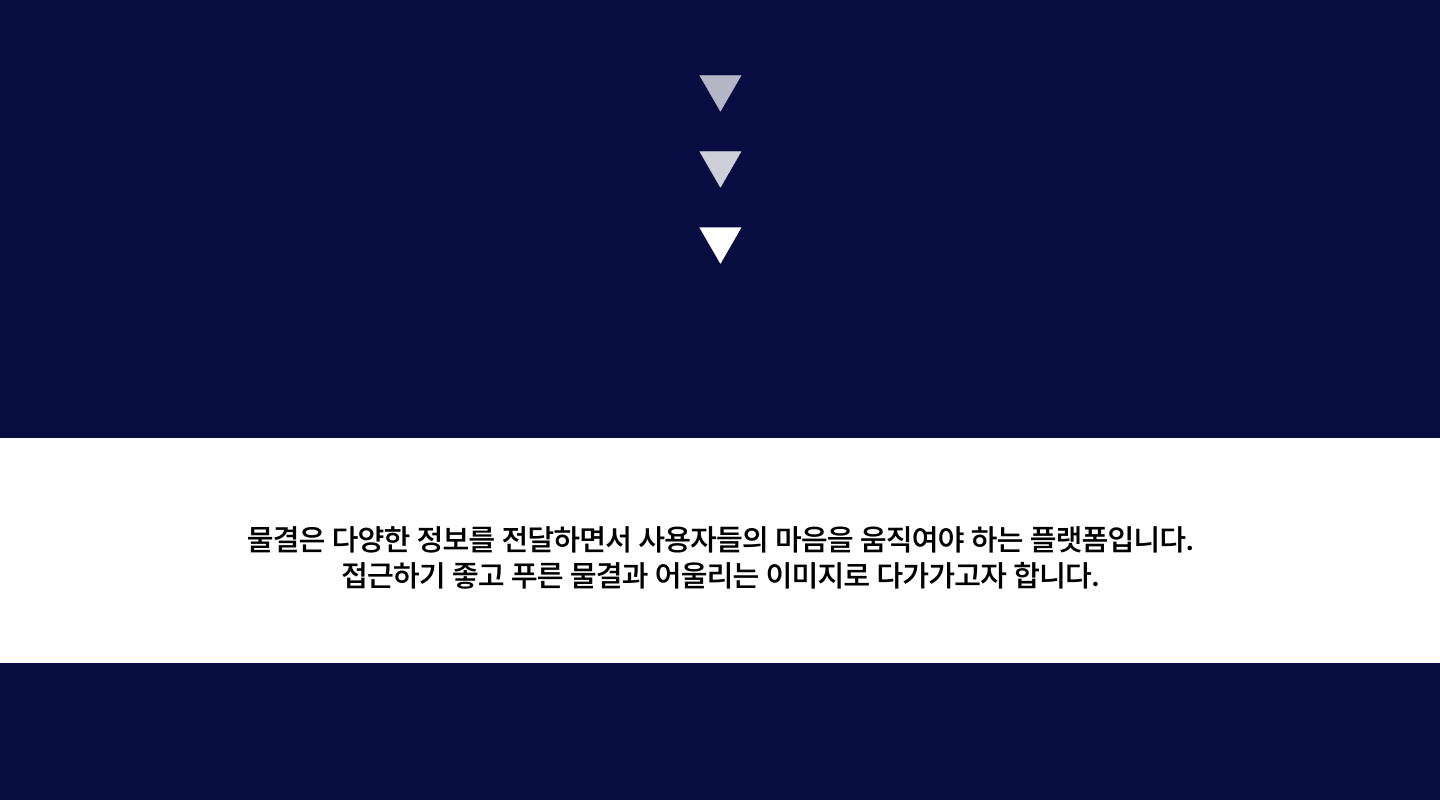 물결은 다양한 정보를 전달하면서 사용자들의 마음을 움직여야 하는 플랫폼입니다.
접근하기 좋고 푸른 물결과 어울리는 이미지로 다가가고자 합니다.